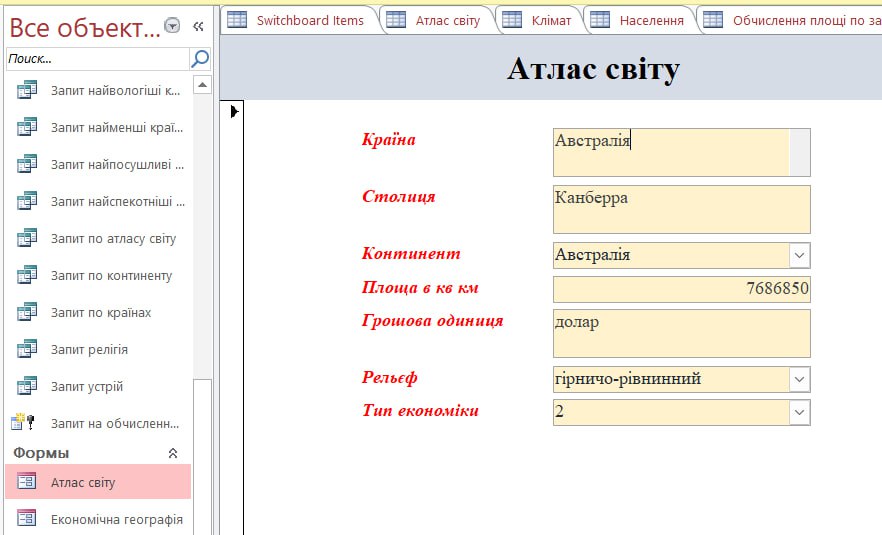 Все объект...
Поиск...
Запит найвологіші к...
Запит найменші краї...
Запит найпосушливі ...
Запит найспекотніші ...
Запит по атласу світу
Запит по континенту
Запит по країнах
Запит релігія
Запит устрій
Запит на обчисленн...
Формы
Атлас світу
Економічна географія
Switchboard Items
Атлас світу
Клімат
Населення
Обчислення площі по за
Атлас світу
Країна
Австралія
Столиця
Канберра
Континент
Австралія
Площа в кв км
7686850
Грошова одиниця
долар
Рельєф
гірничо-рівнинний
Тип економіки
2